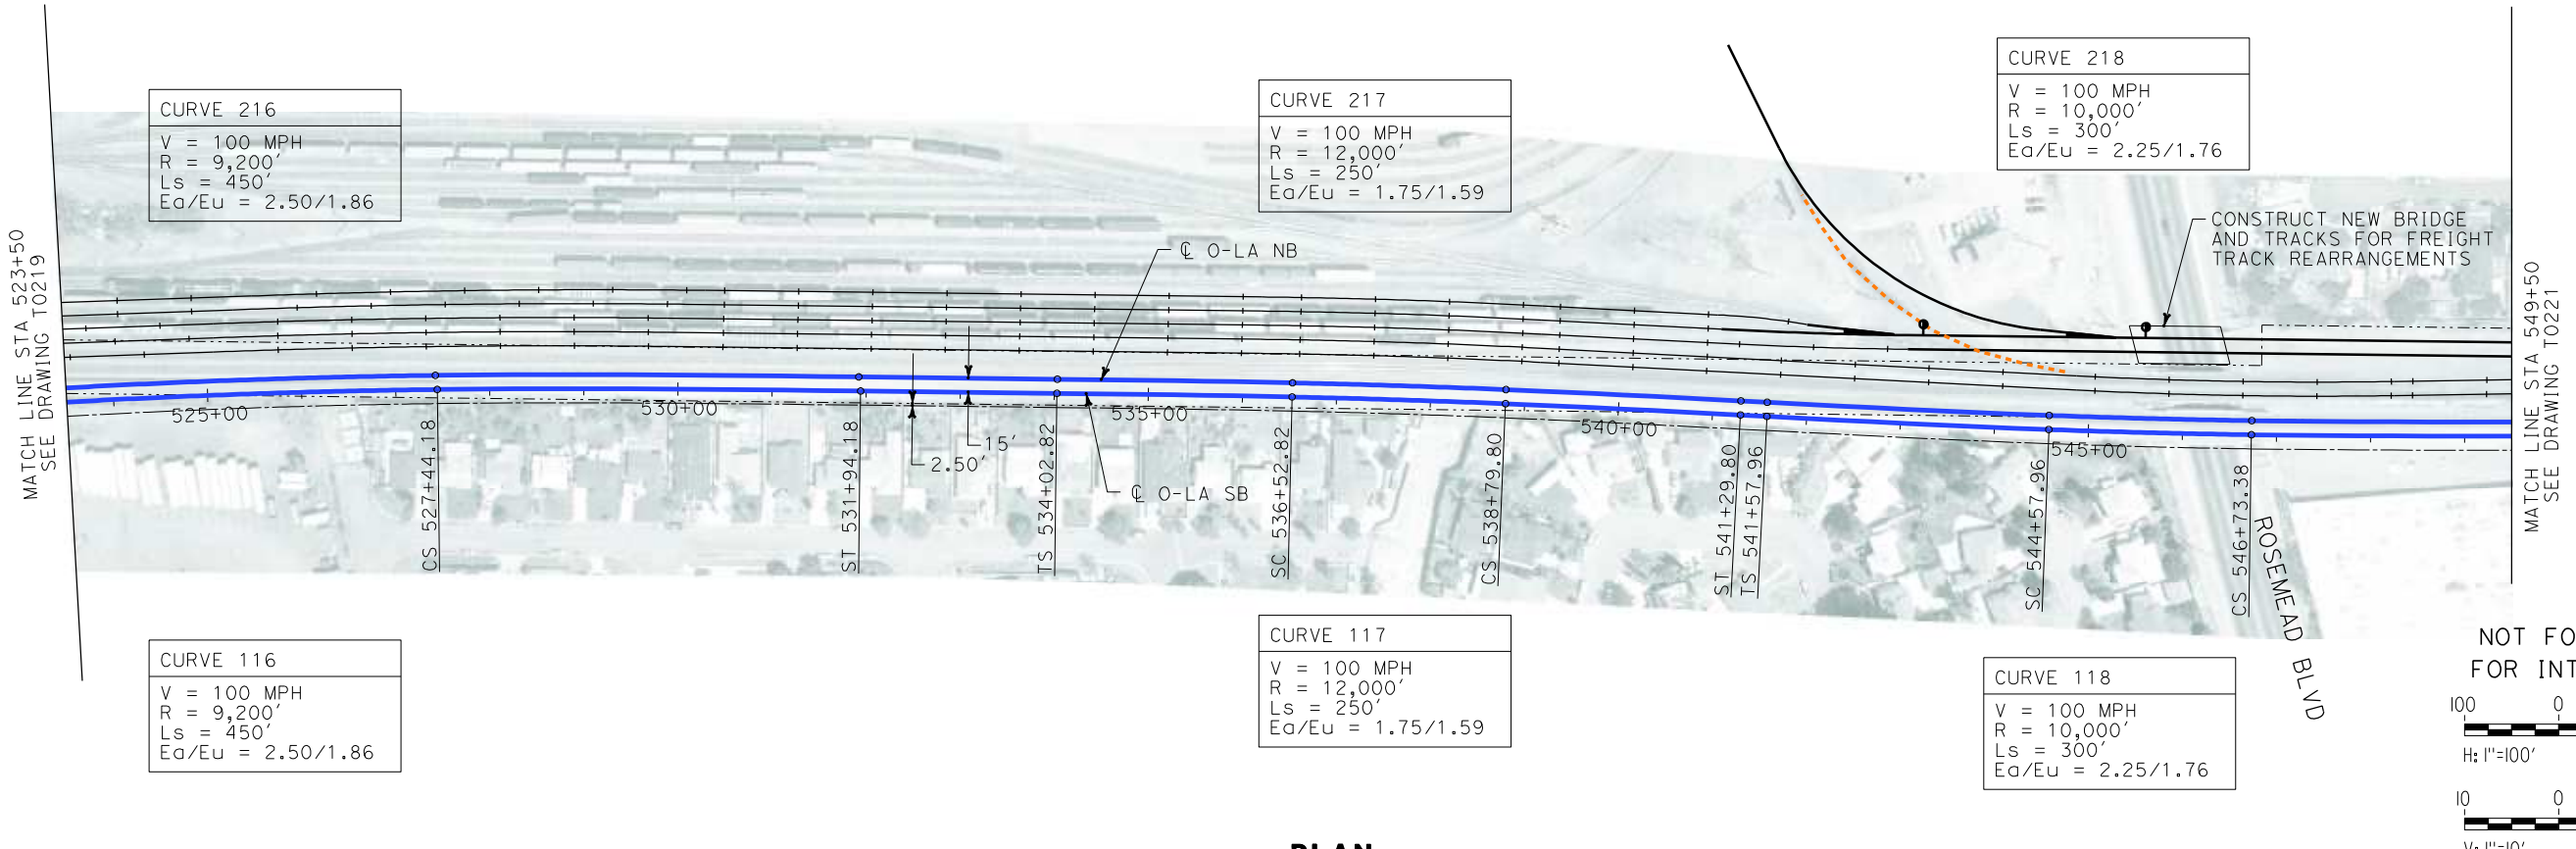 MATCH LINE STA 523+50
SEE DRAWING T0219
CURVE 216
V = 100 MPH
R = 9,200'
Ls = 450'
Ea/Eu = 2.50/1.86
CURVE 217
V = 100 MPH
R = 12,000'
Ls = 250'
Ea/Eu = 1.75/1.59
CURVE 218
V = 100 MPH
R = 10,000'
Ls = 300'
Ea/Eu = 2.25/1.76
CONSTRUCT NEW BRIDGE
AND TRACKS FOR FREIGHT
TRACK REARRANGEMENTS
℄ O-LA NB
MATCH LINE STA 549+50
SEE DRAWING T0221
525+00
530+00
535+00
540+00
545+00
15'
2.50'
℄ O-LA SB
CS 527+44.18
ST 531+94.18
TS 534+02.82
SC 536+52.82
CS 538+79.80
ST 541+29.80
TS 541+57.96
SC 544+57.96
CS 546+73.38
ROSEMEAD BLVD
CURVE 116
V = 100 MPH
R = 9,200'
Ls = 450'
Ea/Eu = 2.50/1.86
CURVE 117
V = 100 MPH
R = 12,000'
Ls = 250'
Ea/Eu = 1.75/1.59
CURVE 118
V = 100 MPH
R = 10,000'
Ls = 300'
Ea/Eu = 2.25/1.76
NOT FO
FOR INT
100 0
H: 1"=100'
10 0
V: 1"=10'
PLAN